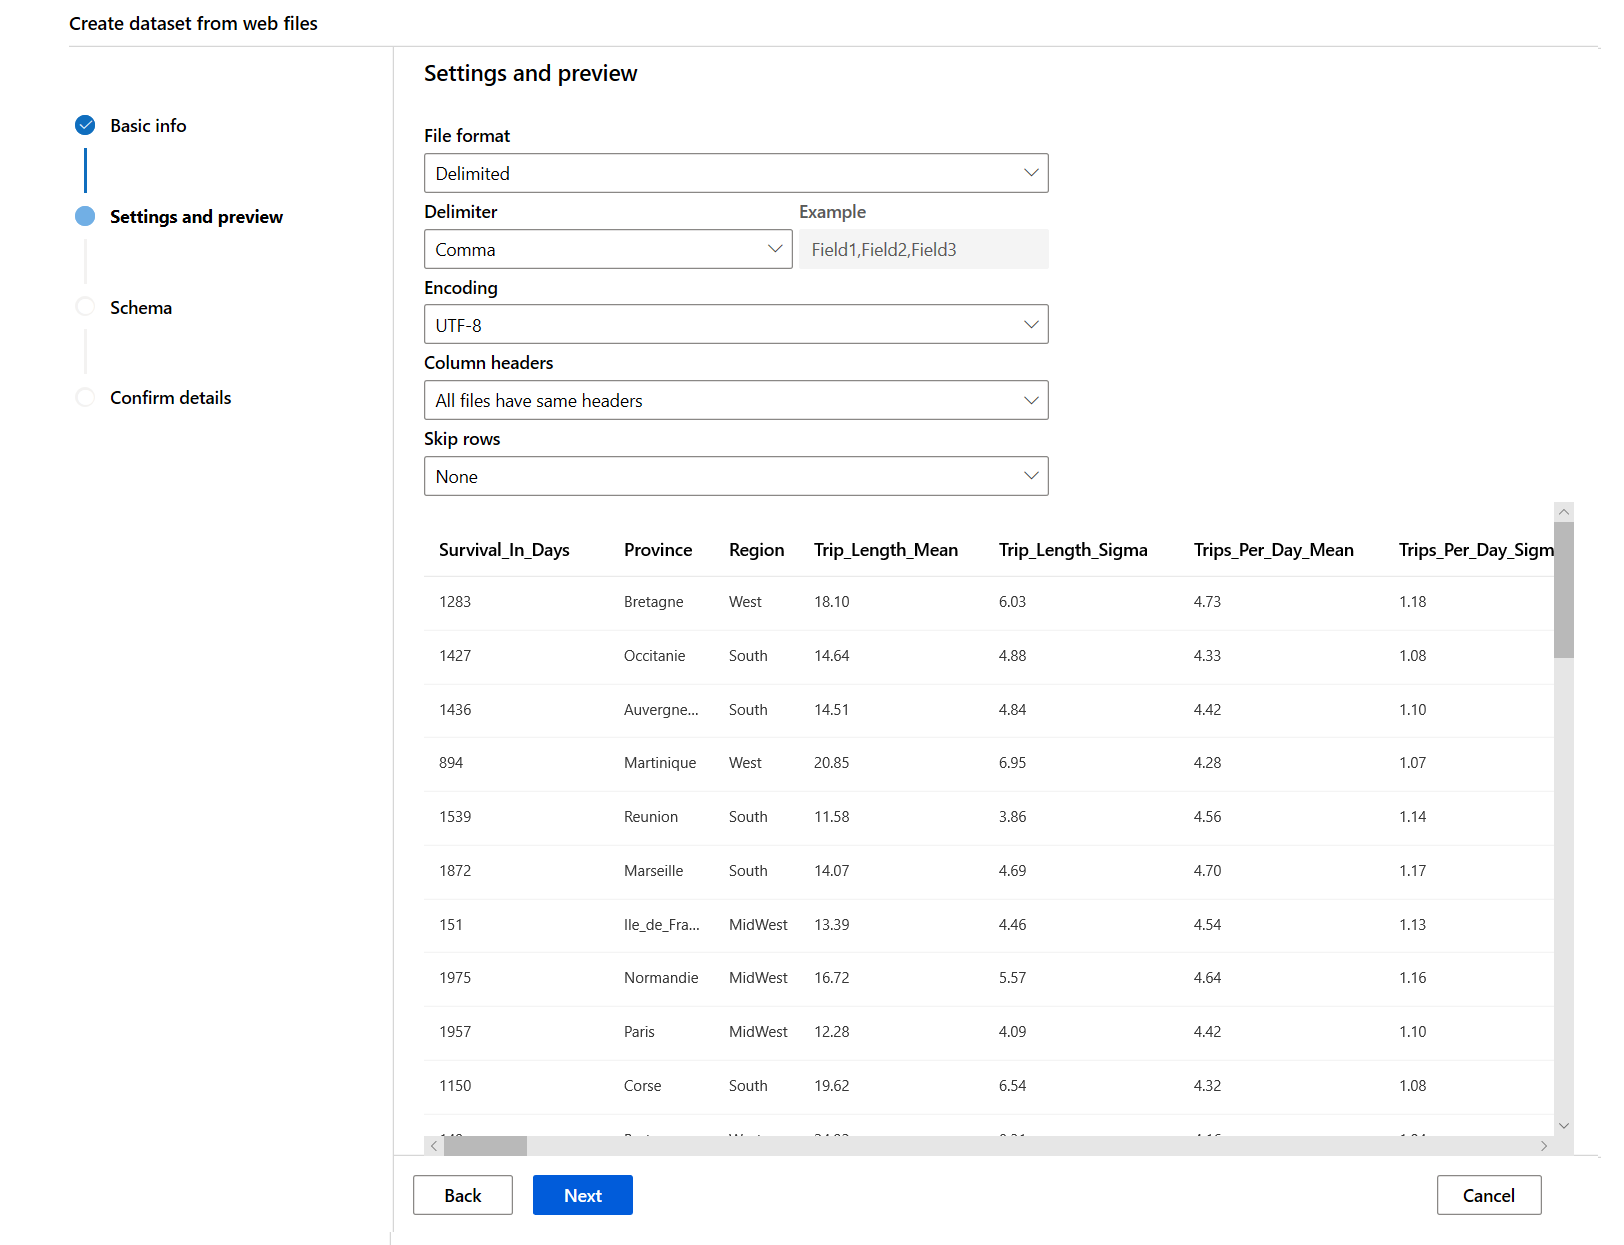 Create dataset from web files
Basic info
Settings and preview
Schema
Confirm details
Settings and preview
File format
Delimited
Delimiter Example
Comma Field1,Field2,Field3
Encoding
UTF-8
Column headers
All files have same headers
Skip rows
None
Survival_In_Days Province Region Trip_Length_Mean Trip_Length_Sigma Trips_Per_Day_Mean Trips_Per_Day_Sigm
1283 Bretagne West 18.10 6.03 4.73 1.18
1427 Occitanie South 14.64 4.88 4.33 1.08
1436 Auvergne... South 14.51 4.84 4.42 1.10
894 Martinique West 20.85 6.95 4.28 1.07
1539 Reunion South 11.58 3.86 4.56 1.14
1872 Marseille South 14.07 4.69 4.70 1.17
151 Ile_de_Fra... MidWest 13.39 4.46 4.54 1.13
1975 Normandie MidWest 16.72 5.57 4.64 1.16
1957 Paris MidWest 12.28 4.09 4.42 1.10
1150 Corse South 19.62 6.54 4.32 1.08
Back Next Cancel